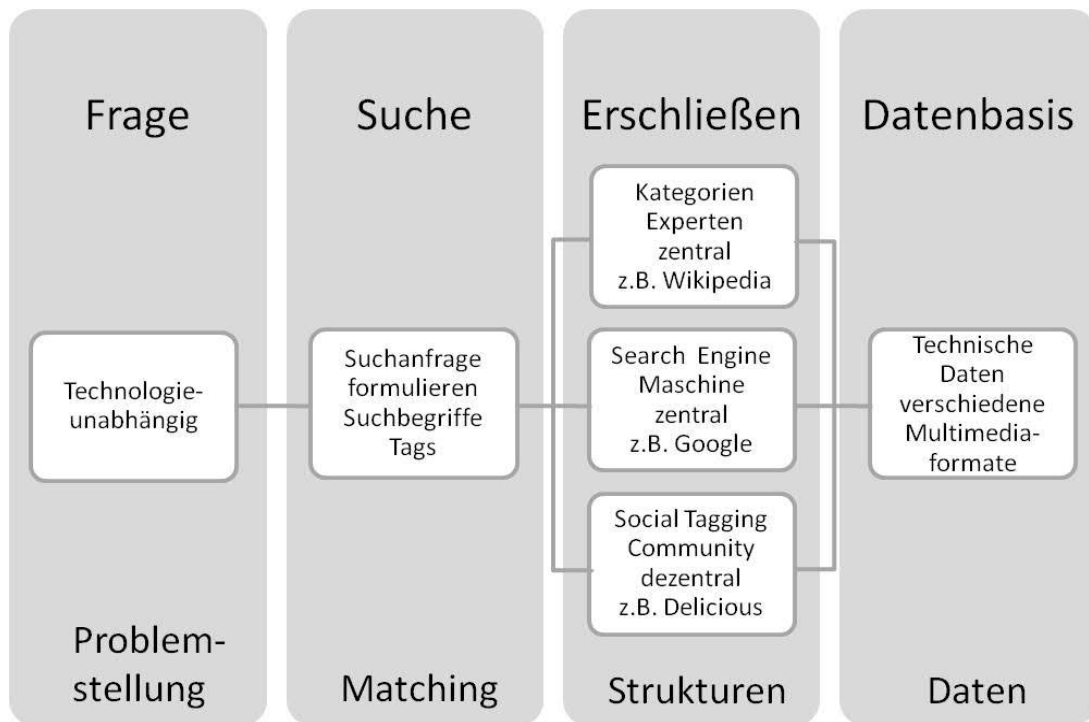 Frage
Technologie-
unabhängig
Problem-
stellung
Suche
Suchanfrage
formulieren
Suchbegriffe
Tags
Matching
Erschließen
Kategorien
Experten
zentral
z.B. Wikipedia
Search Engine
Maschine
zentral
z.B. Google
Social Tagging
Community
dezentral
z.B. Delicious
Strukturen
Datenbasis
Technische
Daten
verschiedene
Multimedia-
formate
Daten